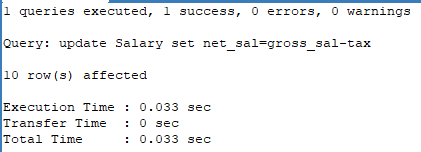 1 queries executed, 1 success, 0 errors, 0 warnings
Query: update Salary set net_sal=gross_sal-tax
10 row(s) affected
Execution Time : 0.033 sec
Transfer Time  : 0 sec
Total Time     : 0.033 sec